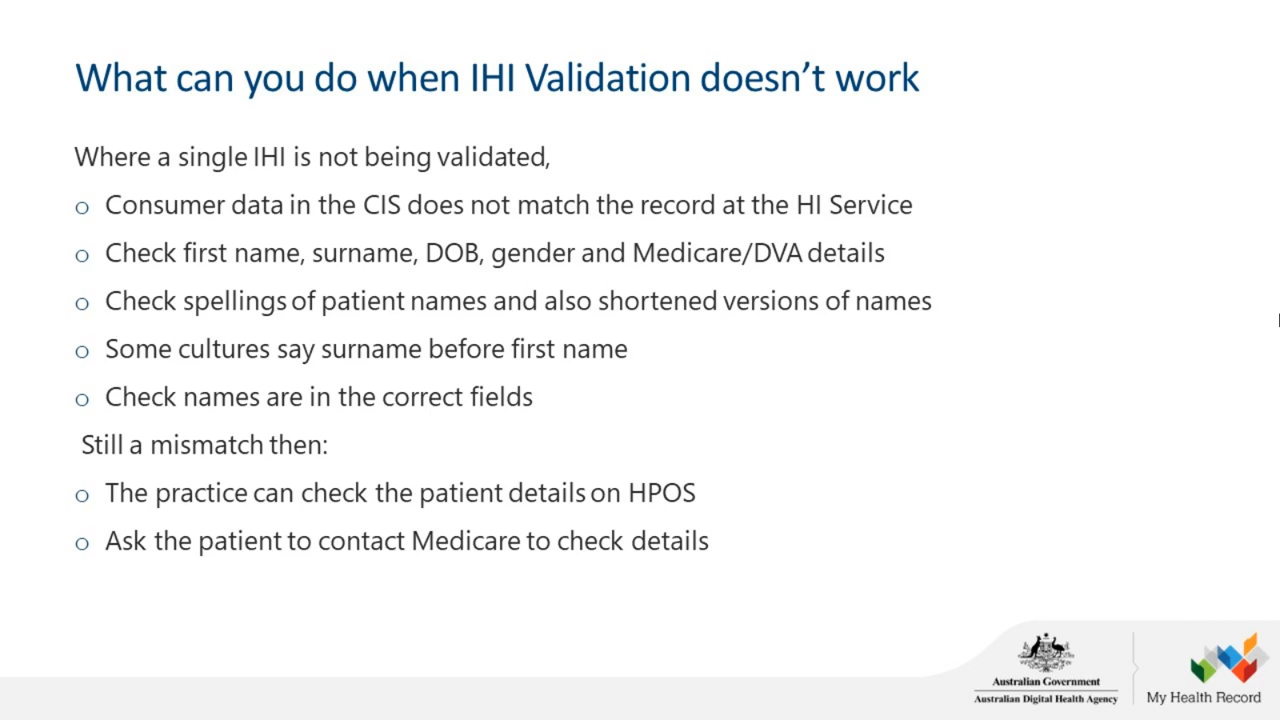 What can you do when IHI Validation doesn't work
Where a single IHI is not being validated,
o Consumer data in the CIS does not match the record at the HI Service
o Check first name, surname, DOB, gender and Medicare/DVA details
o Check spellings of patient names and also shortened versions of names
o Some cultures say surname before first name
o Check names are in the correct fields
Still a mismatch then:
o The practice can check the patient details on HPOS
o Ask the patient to contact Medicare to check details
Australian Government
Australian Digital Health Agency
My Health Record